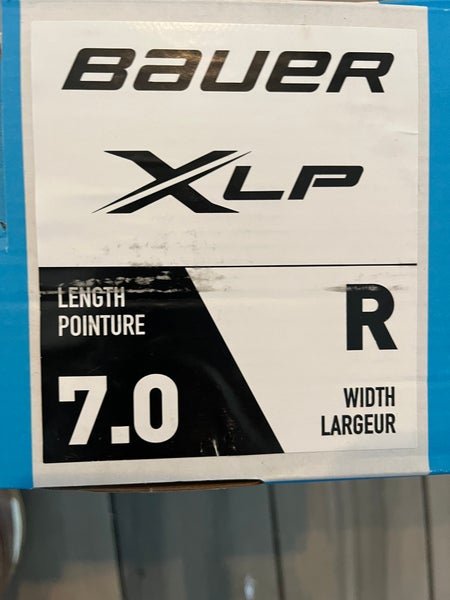 BAUER
XLP
LENGTH
POINTURE
7.0
R
WIDTH
LARGEUR